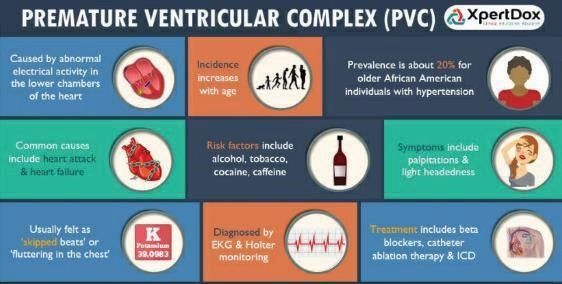 PREMATURE VENTRICULAR COMPLEX (PVC)
XpertDox
Caused by abnormal
electrical activity in
the lower chambers
of the heart
Incidence
increases
with age
Prevalence is about 20% for
older African American
individuals with hypertension
Common causes
include heart attack
& heart failure
Risk factors include
alcohol, tobacco,
cocaine, caffeine
Symptoms include
palpitations &
light headedness
Usually felt as
'skipped beats' or
'fluttering in the chest'
K
Potassium
39.0983
Diagnosed by
EKG & Holter
monitoring
Treatment includes beta
blockers, catheter
ablation therapy & ICD